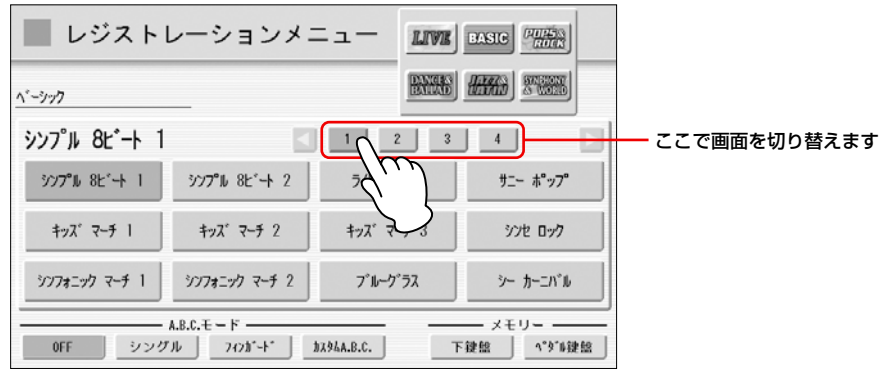 レジストレーションメニュー
LIVE BASIC POPS& ROCK
DANCE& BALLAD JAZZ& LATIN SYMPHONY & WORLD
ベーシック
シンプル 8ビート 1
1 2 3 4
ここで画面を切り替えます
シンプル 8ビート 1 シンプル 8ビート 2 サニー ポップ
キッズ マーチ 1 キッズ マーチ 2 キッズ マーチ 3 シンセ ロック
シンフォニック マーチ 1 シンフォニック マーチ 2 ブルーグラス シー カーニバル
A.B.C.モード メモリー
OFF シングル フィンガード カスタムA.B.C. 下鍵盤 ペダル鍵盤